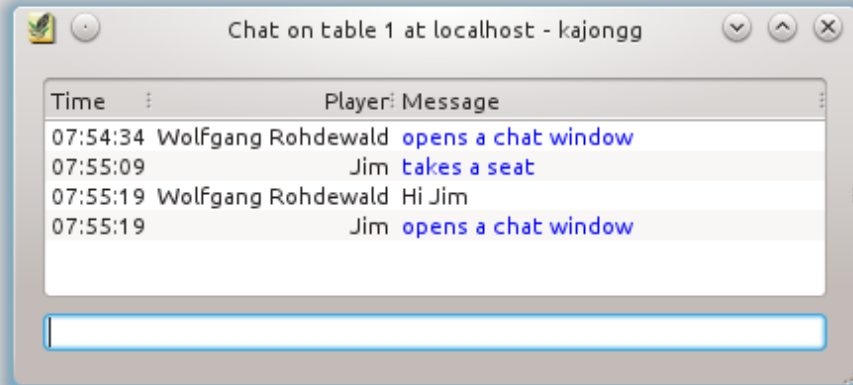 Chat on table 1 at localhost - kajongg
Time Player Message
07:54:34 Wolfgang Rohdewald opens a chat window
07:55:09 Jim takes a seat
07:55:19 Wolfgang Rohdewald Hi Jim
07:55:19 Jim opens a chat window